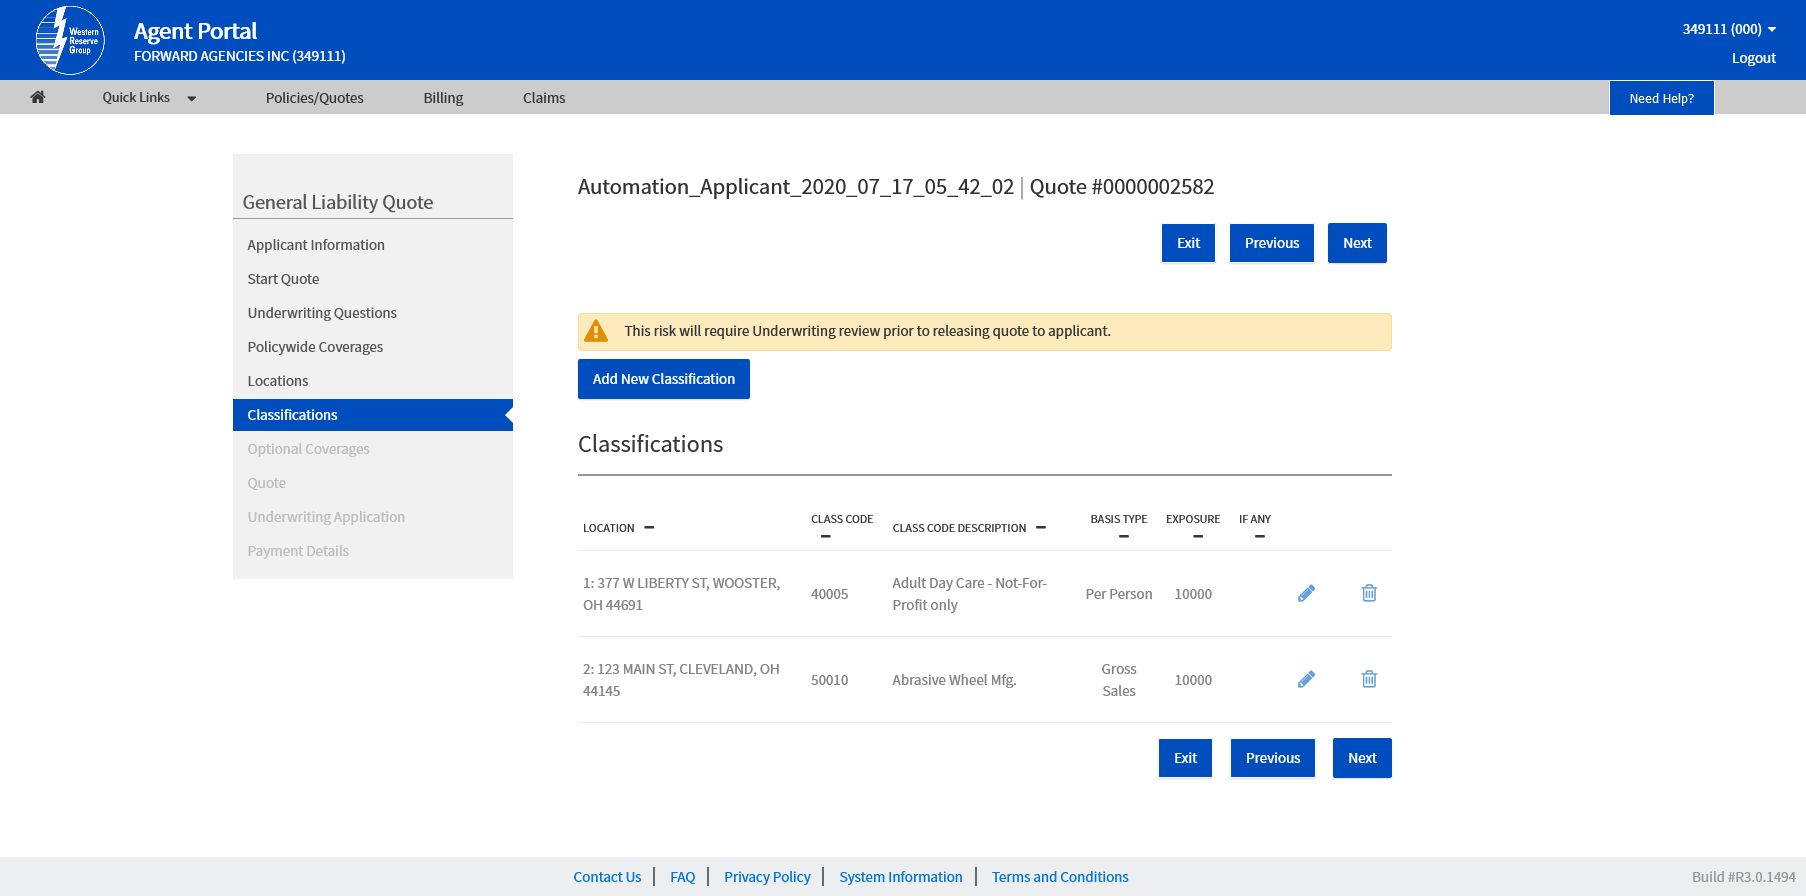 Western
Reserve
Group
Agent Portal
FORWARD AGENCIES INC (349111)
349111 (000)
Logout
Quick Links
Policies/Quotes
Billing
Claims
Need Help?
General Liability Quote
Applicant Information
Start Quote
Underwriting Questions
Policywide Coverages
Locations
Classifications
Optional Coverages
Quote
Underwriting Application
Payment Details
Automation_Applicant_2020_07_17_05_42_02 | Quote #0000002582
Exit Previous Next
This risk will require Underwriting review prior to releasing quote to applicant.
Add New Classification
Classifications
LOCATION CLASS CODE CLASS CODE DESCRIPTION BASIS TYPE EXPOSURE IF ANY
1: 377 W LIBERTY ST, WOOSTER,
OH 44691
40005
Adult Day Care - Not-For-
Profit only
Per Person
10000
2: 123 MAIN ST, CLEVELAND, OH
44145
50010
Abrasive Wheel Mfg.
Gross
Sales
10000
Exit Previous Next
Contact Us | FAQ | Privacy Policy | System Information | Terms and Conditions
Build #R3.0.1494